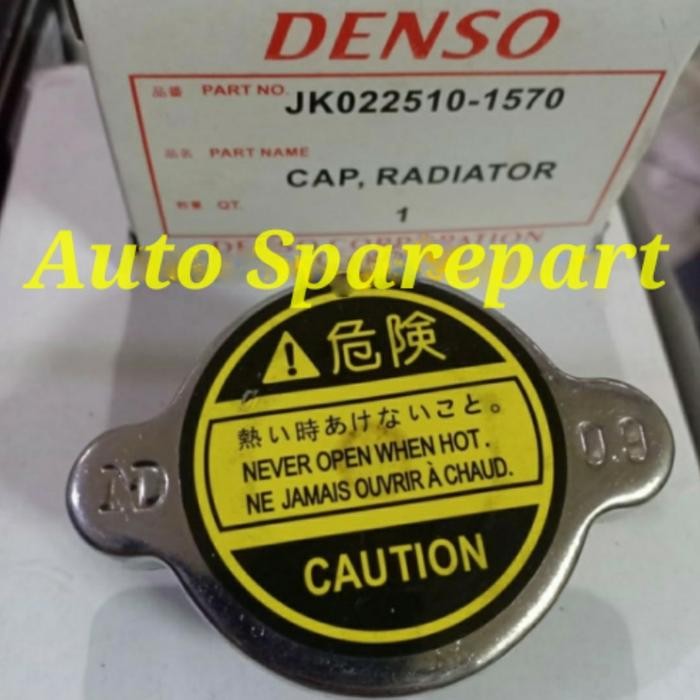 DENSO
品番 PART NO. JK022510-1570
品名 PART NAME
CAP, RADIATOR
数量 QT. 1
DENSO CORPORATION
Auto Sparepart
危険
熱い時あけないこと。
NEVER OPEN WHEN HOT.
NE JAMAIS OUVRIR À CHAUD.
CAUTION
ND
0.9